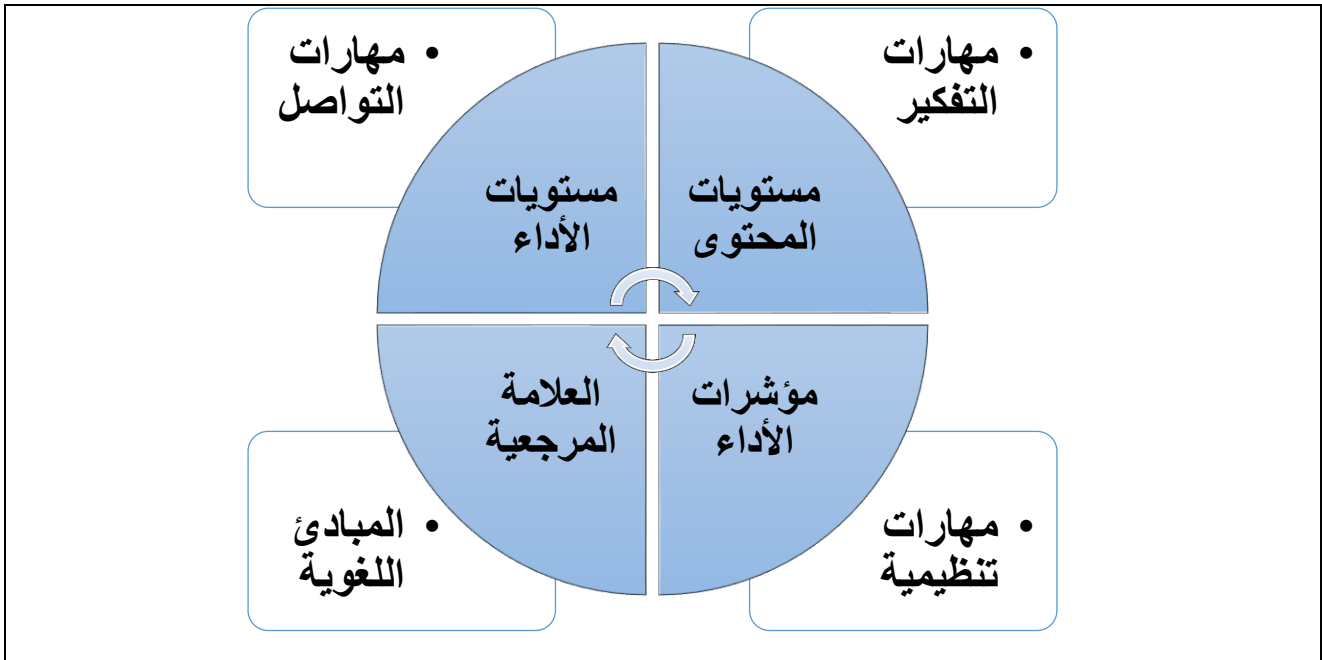 • مهارات
التفكير
• مهارات
التواصل
مستويات
المحتوى
مستويات
الأداء
مؤشرات
الأداء
العلامة
المرجعية
• مهارات
تنظيمية
• المبادئ
اللغوية